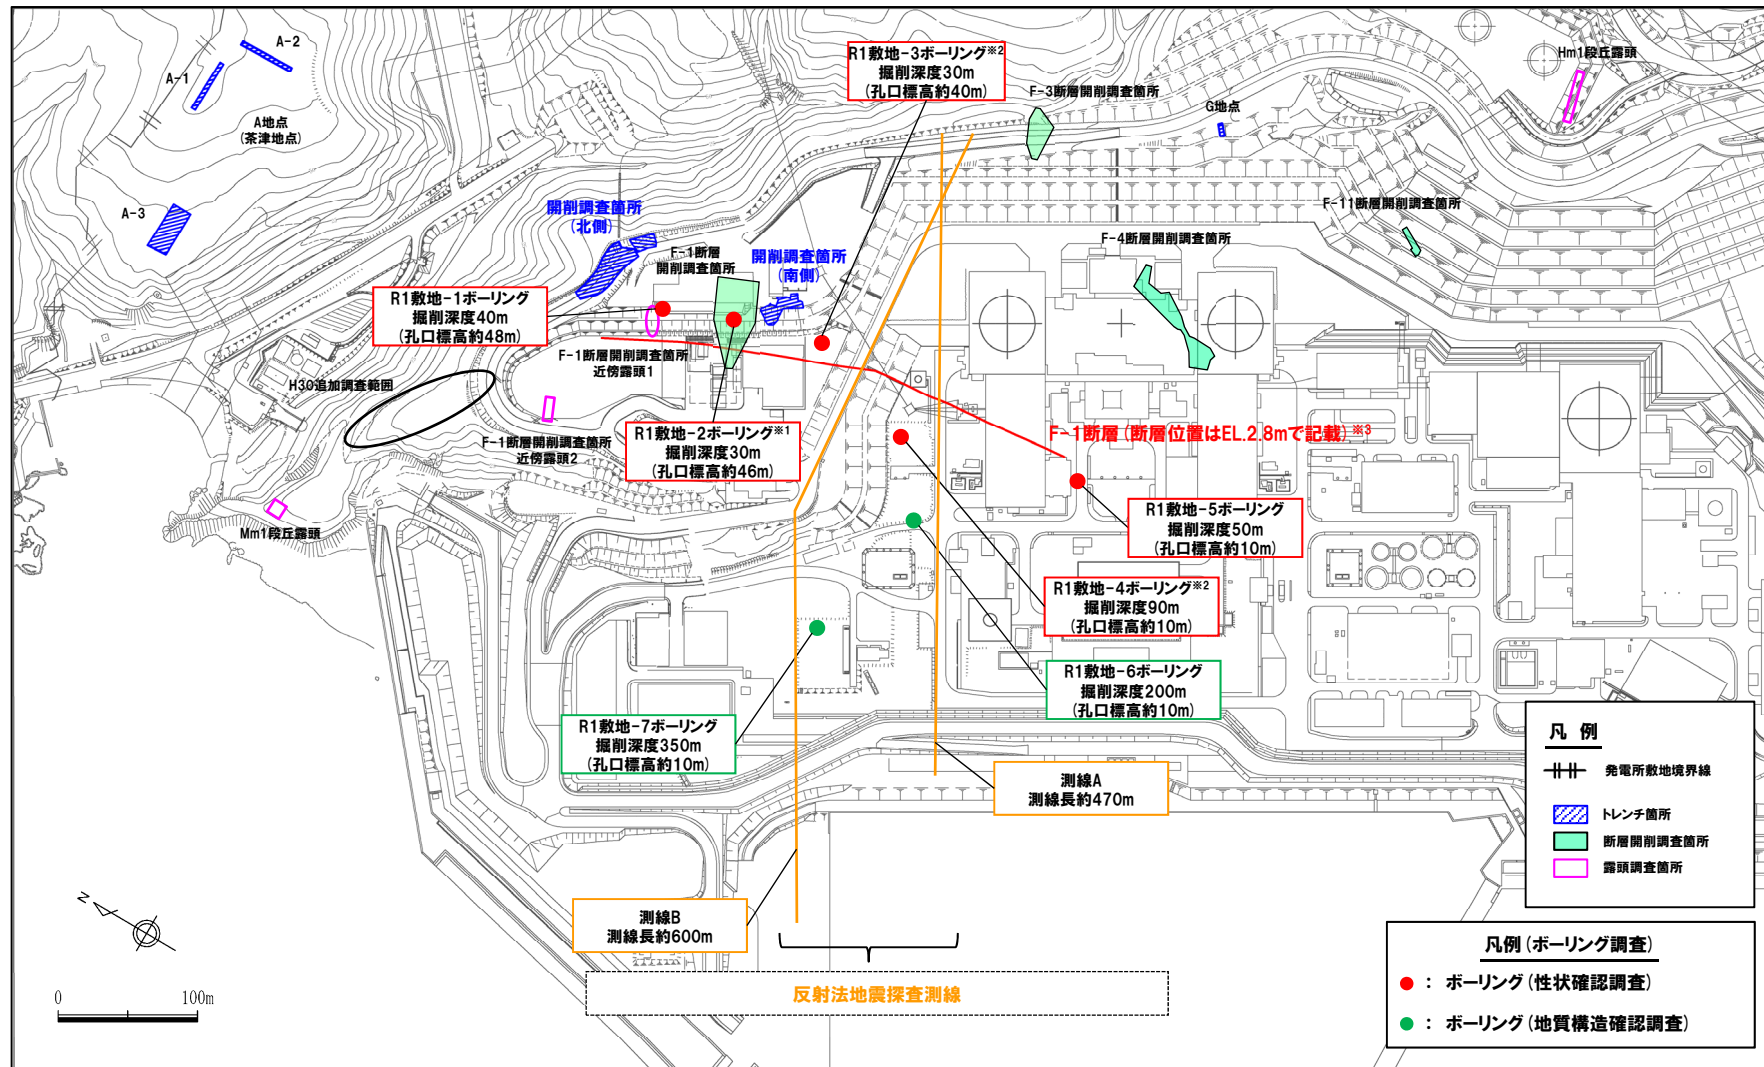 A-2
A-1
A地点
(茶津地点)
A-3
R1敷地-3ボーリング※2
掘削深度30m
(孔口標高約40m)
F-3断層開削調査箇所
G地点
Hm1段丘露頭
F-11断層開削調査箇所
F-4断層開削調査箇所
開削調査箇所
(北側)
F-1断層
開削調査箇所
開削調査箇所
(南側)
R1敷地-1ボーリング
掘削深度40m
(孔口標高約48m)
F-1断層開削調査箇所
近傍露頭1
H30追加調査範囲
F-1断層開削調査箇所
近傍露頭2
R1敷地-2ボーリング※1
掘削深度30m
(孔口標高約46m)
F-1断層(断層位置はEL.2.8mで記載)※3
Mm1段丘露頭
R1敷地-5ボーリング
掘削深度50m
(孔口標高約10m)
R1敷地-4ボーリング※2
掘削深度90m
(孔口標高約10m)
R1敷地-6ボーリング
掘削深度200m
(孔口標高約10m)
R1敷地-7ボーリング
掘削深度350m
(孔口標高約10m)
測線A
測線長約470m
測線B
測線長約600m
反射法地震探査測線
N
0 100m
凡 例
発電所敷地境界線
トレンチ箇所
断層開削調査箇所
露頭調査箇所
凡例(ボーリング調査)
: ボーリング(性状確認調査)
: ボーリング(地質構造確認調査)